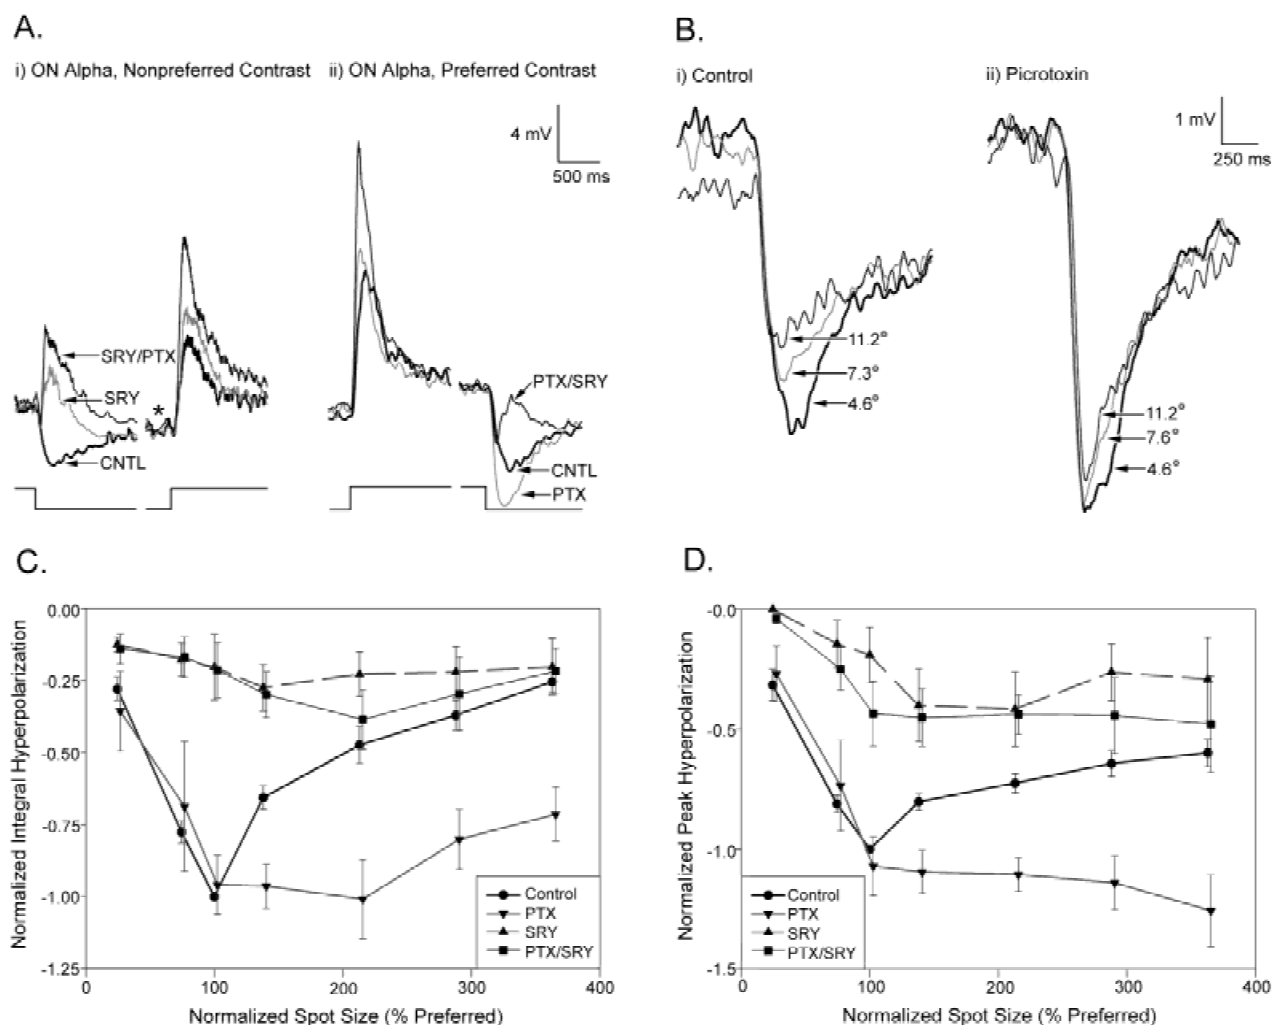 A.
i) ON Alpha, Nonpreferred Contrast
ii) ON Alpha, Preferred Contrast
4 mV
500 ms
SRY/PTX
SRY
CNTL
*
PTX/SRY
CNTL
PTX
B.
i) Control
ii) Picrotoxin
1 mV
250 ms
11.2°
7.3°
4.6°
11.2°
7.6°
4.6°
C.
Normalized Integral Hyperpolarization
0.00
-0.25
-0.50
-0.75
-1.00
-1.25
0
100
200
300
400
Normalized Spot Size (% Preferred)
Control
PTX
SRY
PTX/SRY
D.
Normalized Peak Hyperpolarization
-0.0
-0.5
-1.0
-1.5
0
100
200
300
400
Normalized Spot Size (% Preferred)
Control
PTX
SRY
PTX/SRY